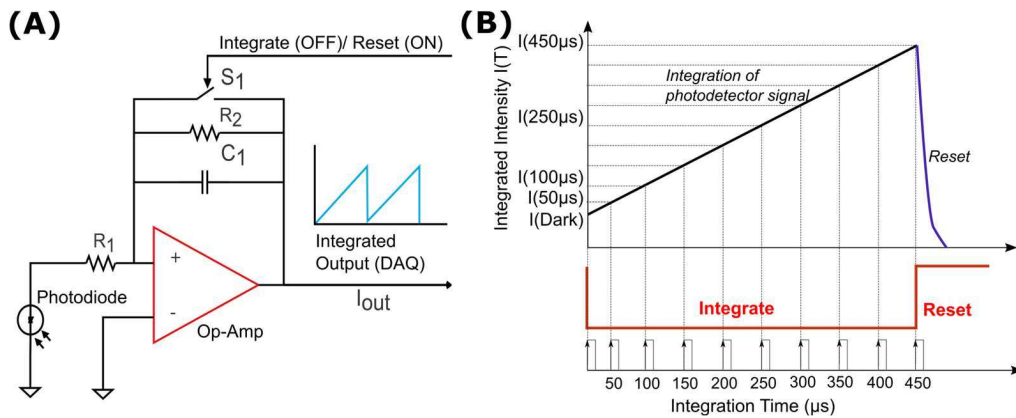 (A)
Integrate (OFF)/ Reset (ON)
S1
R2
C1
R1
+
-
Photodiode
Op-Amp
Integrated
Output (DAQ)
Iout
(B)
Integrated Intensity I(T)
I(450µs)
I(250µs)
I(100µs)
I(50µs)
I(Dark)
Integration of
photodetector signal
Reset
Integrate
Reset
50 100 150 200 250 300 350 400 450
Integration Time (µs)